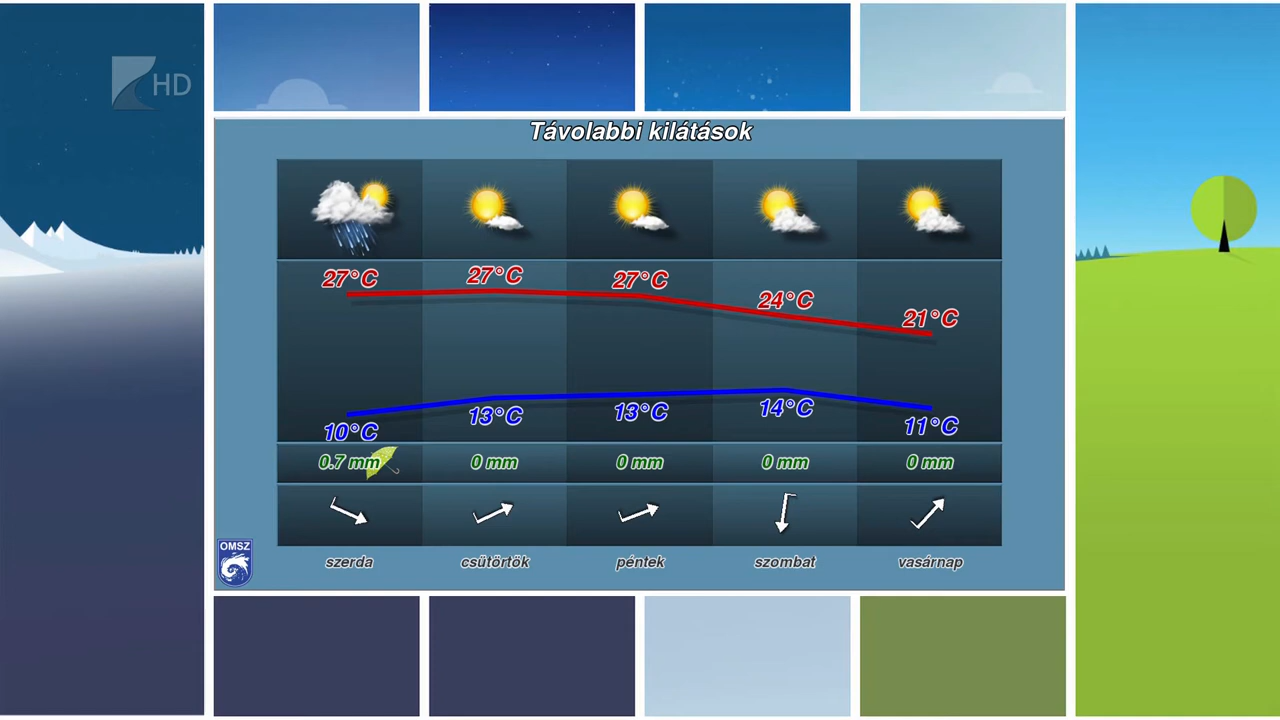 HD
Távolabbi kilátások
27°C 27°C 27°C 24°C 21°C
10°C 13°C 13°C 14°C 11°C
0.7 mm 0 mm 0 mm 0 mm 0 mm
OMSZ
szerda csütörtök péntek szombat vasárnap